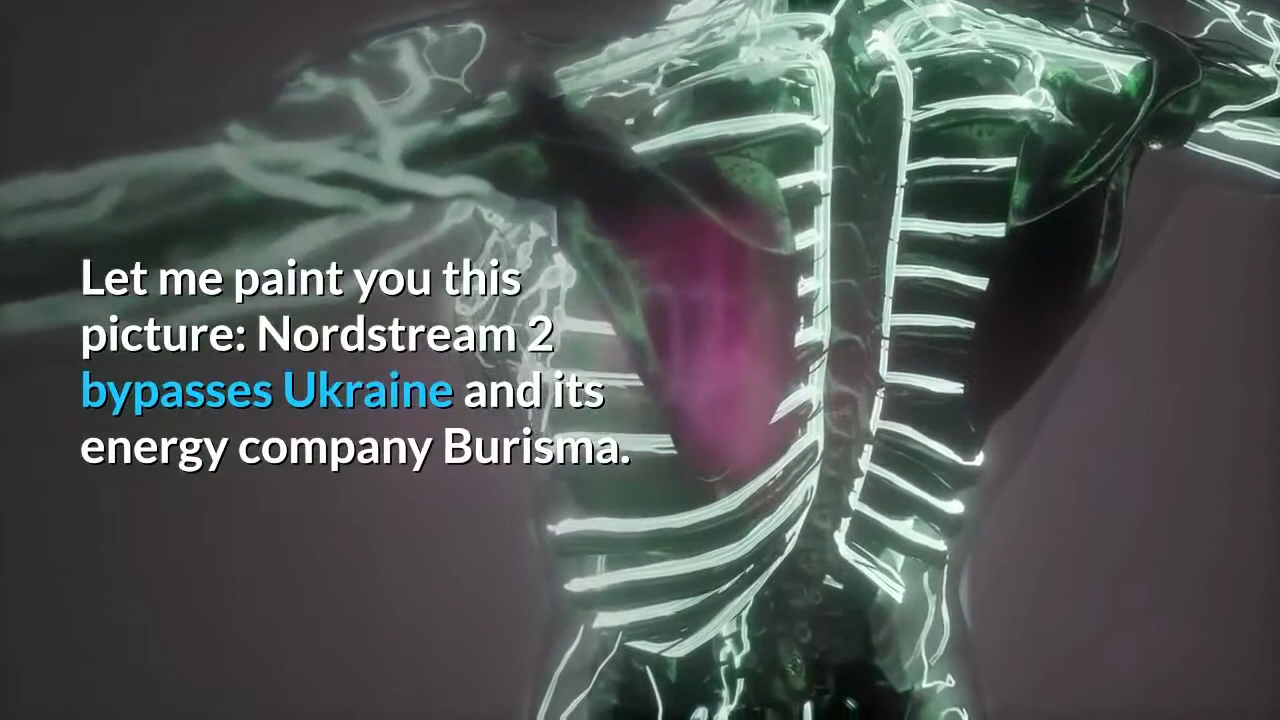 Let me paint you this
picture: Nordstream 2
bypasses Ukraine and its
energy company Burisma.